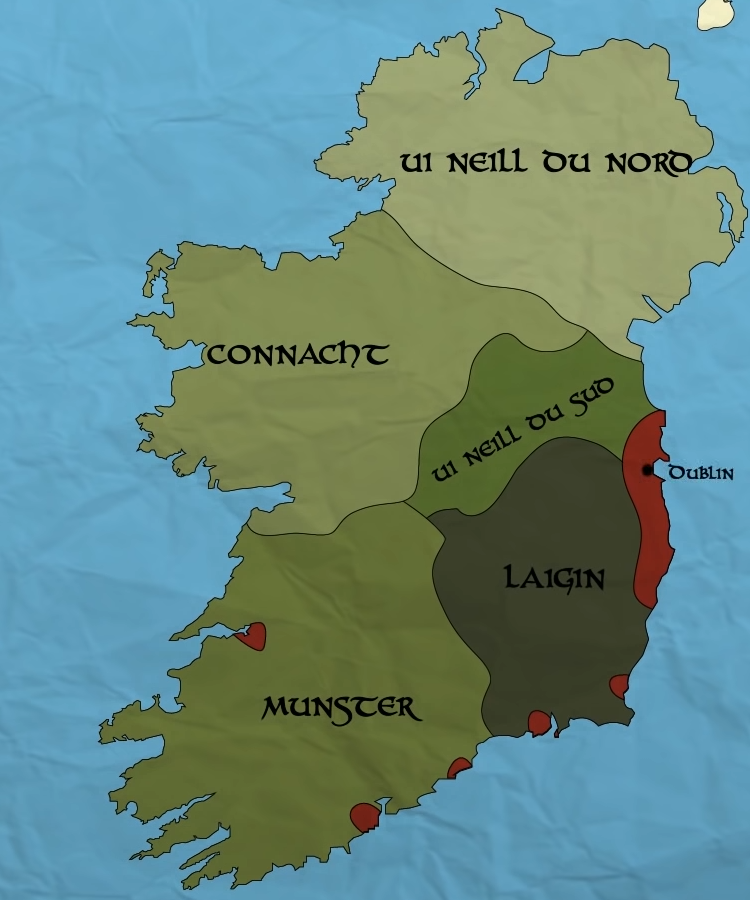 UI NEILL DU NORD
CONNACHT
UI NEILL DU SUD
DUBLIN
LAIGIN
MUNSTER